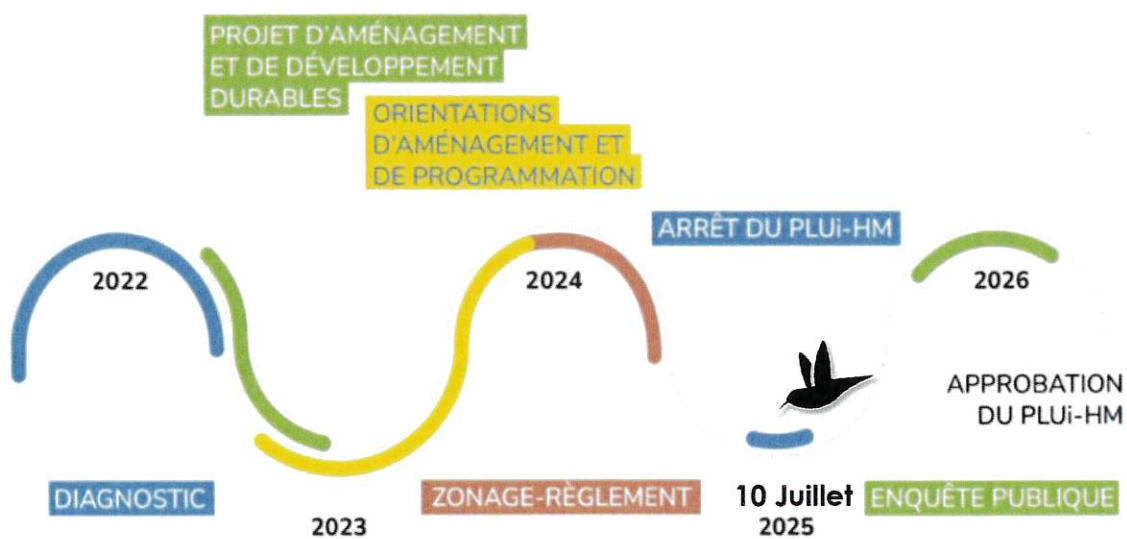 PROJET D'AMÉNAGEMENT
ET DE DÉVELOPPEMENT
DURABLES
ORIENTATIONS
D'AMÉNAGEMENT ET
DE PROGRAMMATION
ARRÊT DU PLUi-HM
2022
2024
2026
APPROBATION
DU PLUi-HM
DIAGNOSTIC
ZONAGE-RÈGLEMENT
10 Juillet
ENQUÊTE PUBLIQUE
2023
2025